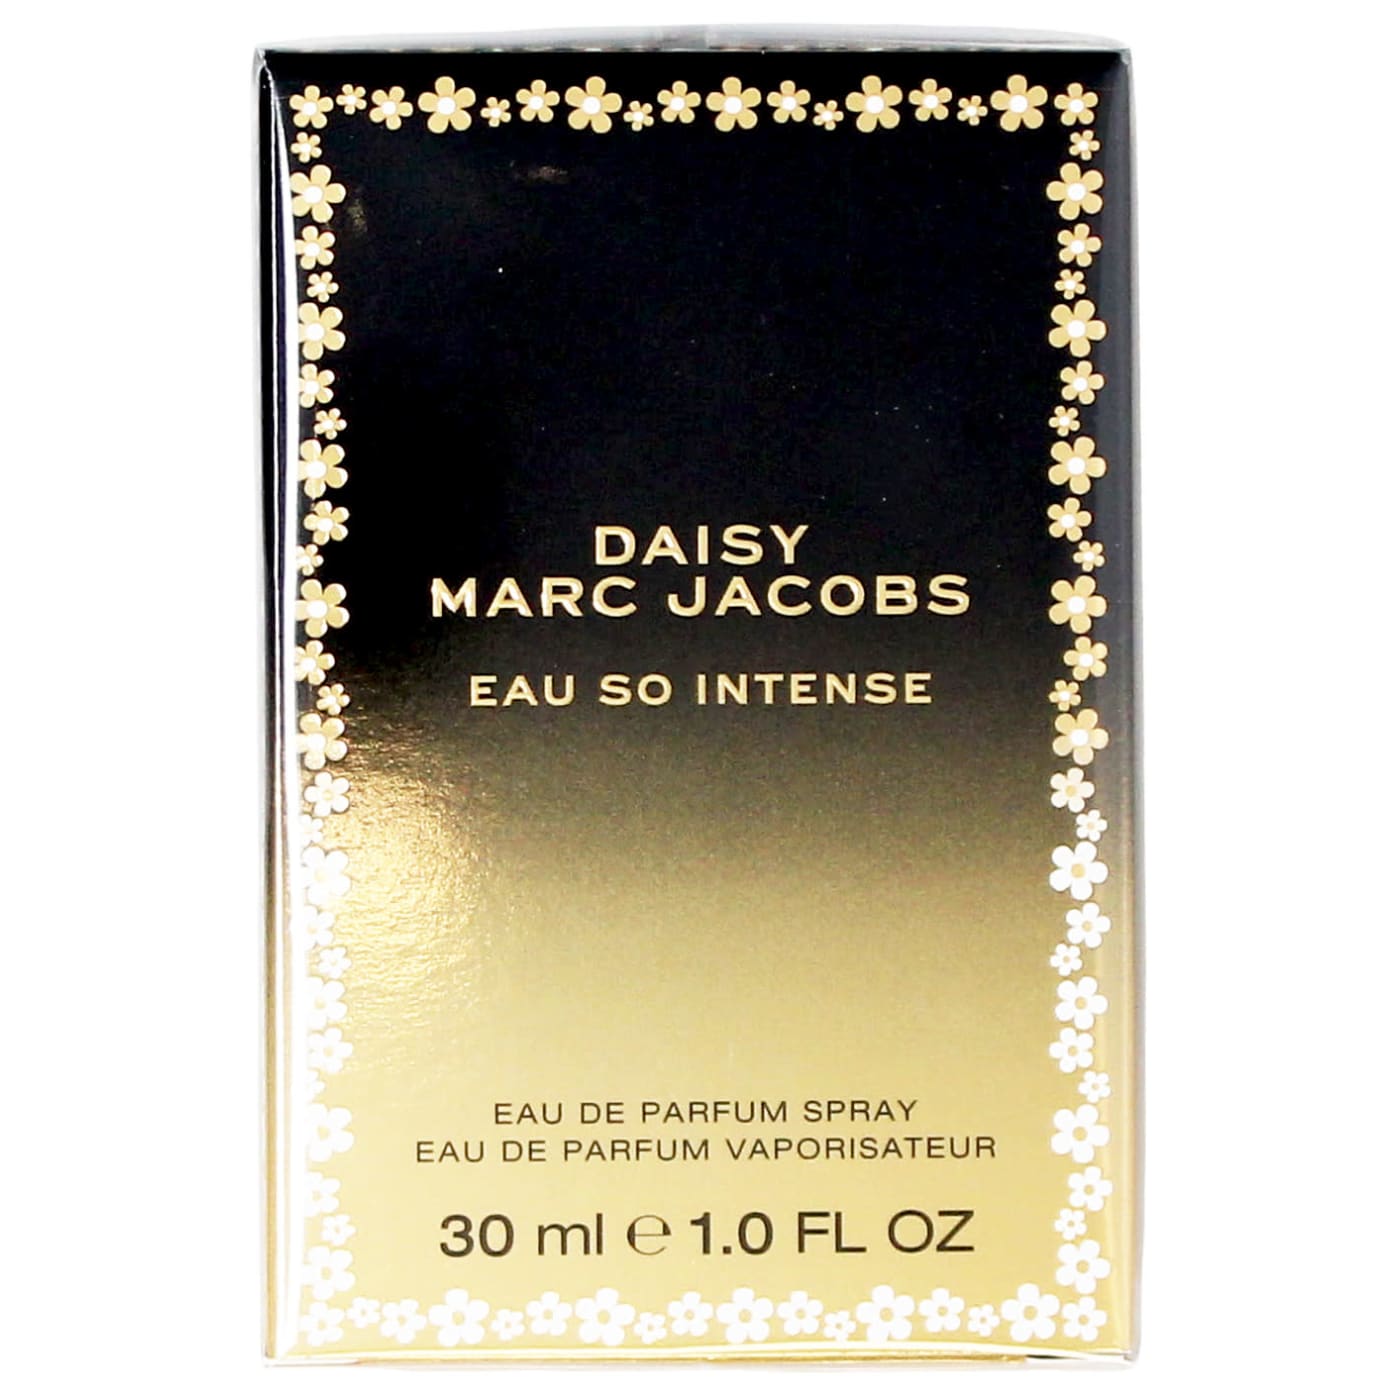 DAISY
MARC JACOBS
EAU SO INTENSE
EAU DE PARFUM SPRAY
EAU DE PARFUM VAPORISATEUR
30 ml ℮ 1.0 FL OZ